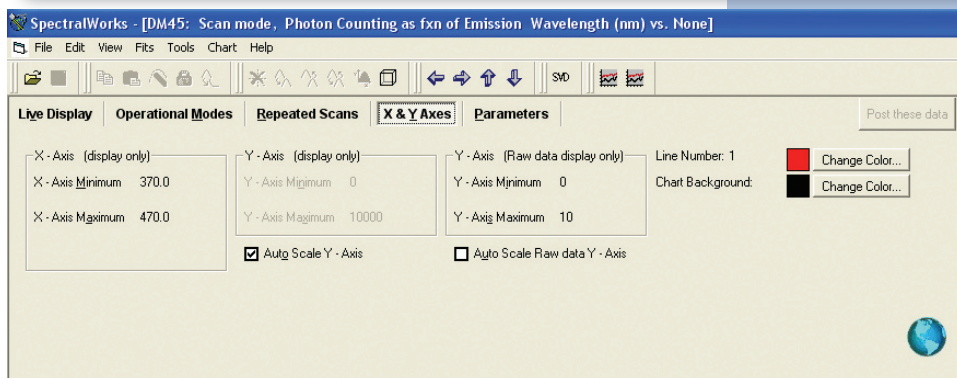 SpectralWorks - [DM45: Scan mode, Photon Counting as fxn of Emission Wavelength (nm) vs. None]
File Edit View Fits Tools Chart Help
SVD
Live Display Operational Modes Repeated Scans X & Y Axes Parameters Post these data
X - Axis (display only) Y - Axis (display only) Y - Axis (Raw data display only) Line Number: 1 Change Color...
X - Axis Minimum 370.0 Y - Axis Minimum 0 Y - Axis Minimum 0 Chart Background: Change Color...
X - Axis Maximum 470.0 Y - Axis Maximum 10000 Y - Axis Maximum 10
Auto Scale Y - Axis Auto Scale Raw data Y - Axis